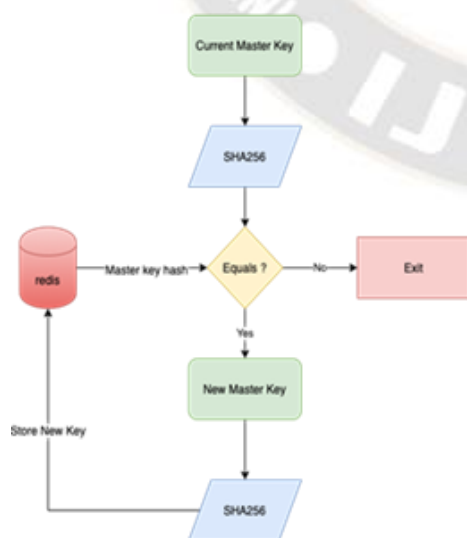 Current Master Key
SHA256
redis
Master key hash
Equals ?
No
Exit
Yes
New Master Key
Store New Key
SHA256